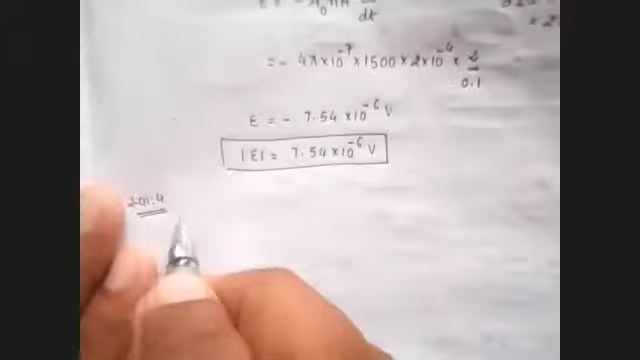 ε = - μ₀nA
dt
= - 4π×10⁻⁷×1500×2×10⁻⁴× 2/0.1
ε = - 7.54×10⁻⁶ V
|ε| = 7.54×10⁻⁶ V